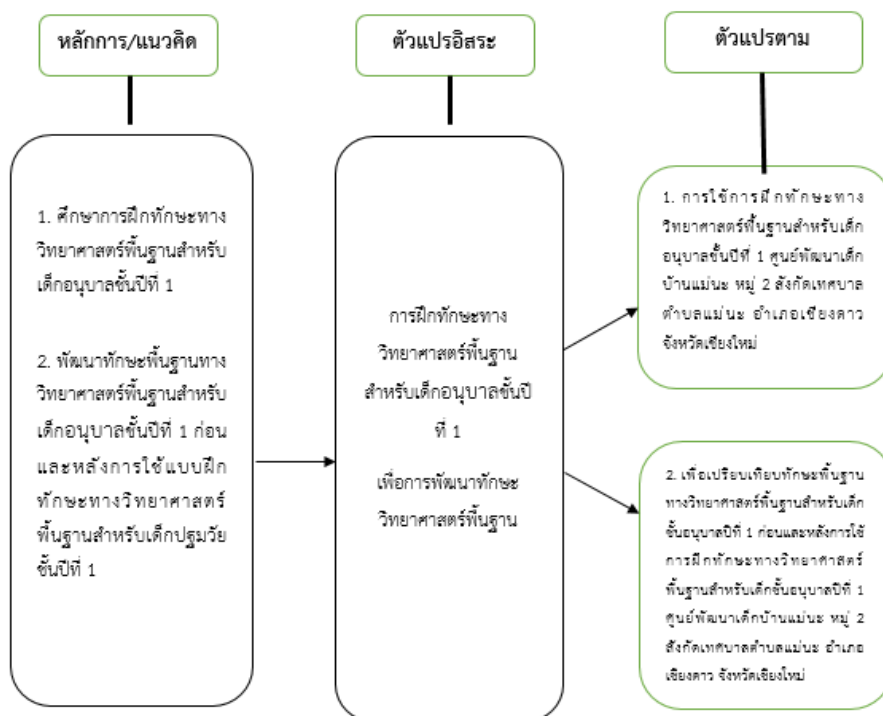 หลักการ/แนวคิด
ตัวแปรอิสระ
ตัวแปรตาม
1. ศึกษาการฝึกทักษะทาง
วิทยาศาสตร์พื้นฐานสำหรับ
เด็กอนุบาลชั้นปีที่ 1
2. พัฒนาทักษะพื้นฐานทาง
วิทยาศาสตร์พื้นฐานสำหรับ
เด็กอนุบาลชั้นปีที่ 1 ก่อน
และหลังการใช้แบบฝึก
ทักษะทางวิทยาศาสตร์
พื้นฐานสำหรับเด็กปฐมวัย
ชั้นปีที่ 1
การฝึกทักษะทาง
วิทยาศาสตร์พื้นฐาน
สำหรับเด็กอนุบาลชั้นปี
ที่ 1
เพื่อการพัฒนาทักษะ
วิทยาศาสตร์พื้นฐาน
1. การใช้การฝึกทักษะทาง
วิทยาศาสตร์พื้นฐานสำหรับเด็ก
อนุบาลชั้นปีที่ 1 ศูนย์พัฒนาเด็ก
บ้านแม่นะ หมู่ 2 สังกัดเทศบาล
ตำบลแม่นะ อำเภอเชียงดาว
จังหวัดเชียงใหม่
2. เพื่อเปรียบเทียบทักษะพื้นฐาน
ทางวิทยาศาสตร์พื้นฐานสำหรับเด็ก
ชั้นอนุบาลปีที่ 1 ก่อนและหลังการใช้
การฝึกทักษะทางวิทยาศาสตร์
พื้นฐานสำหรับเด็กชั้นอนุบาลปีที่ 1
ศูนย์พัฒนาเด็กบ้านแม่นะ หมู่ 2
สังกัดเทศบาลตำบลแม่นะ อำเภอ
เชียงดาว จังหวัดเชียงใหม่